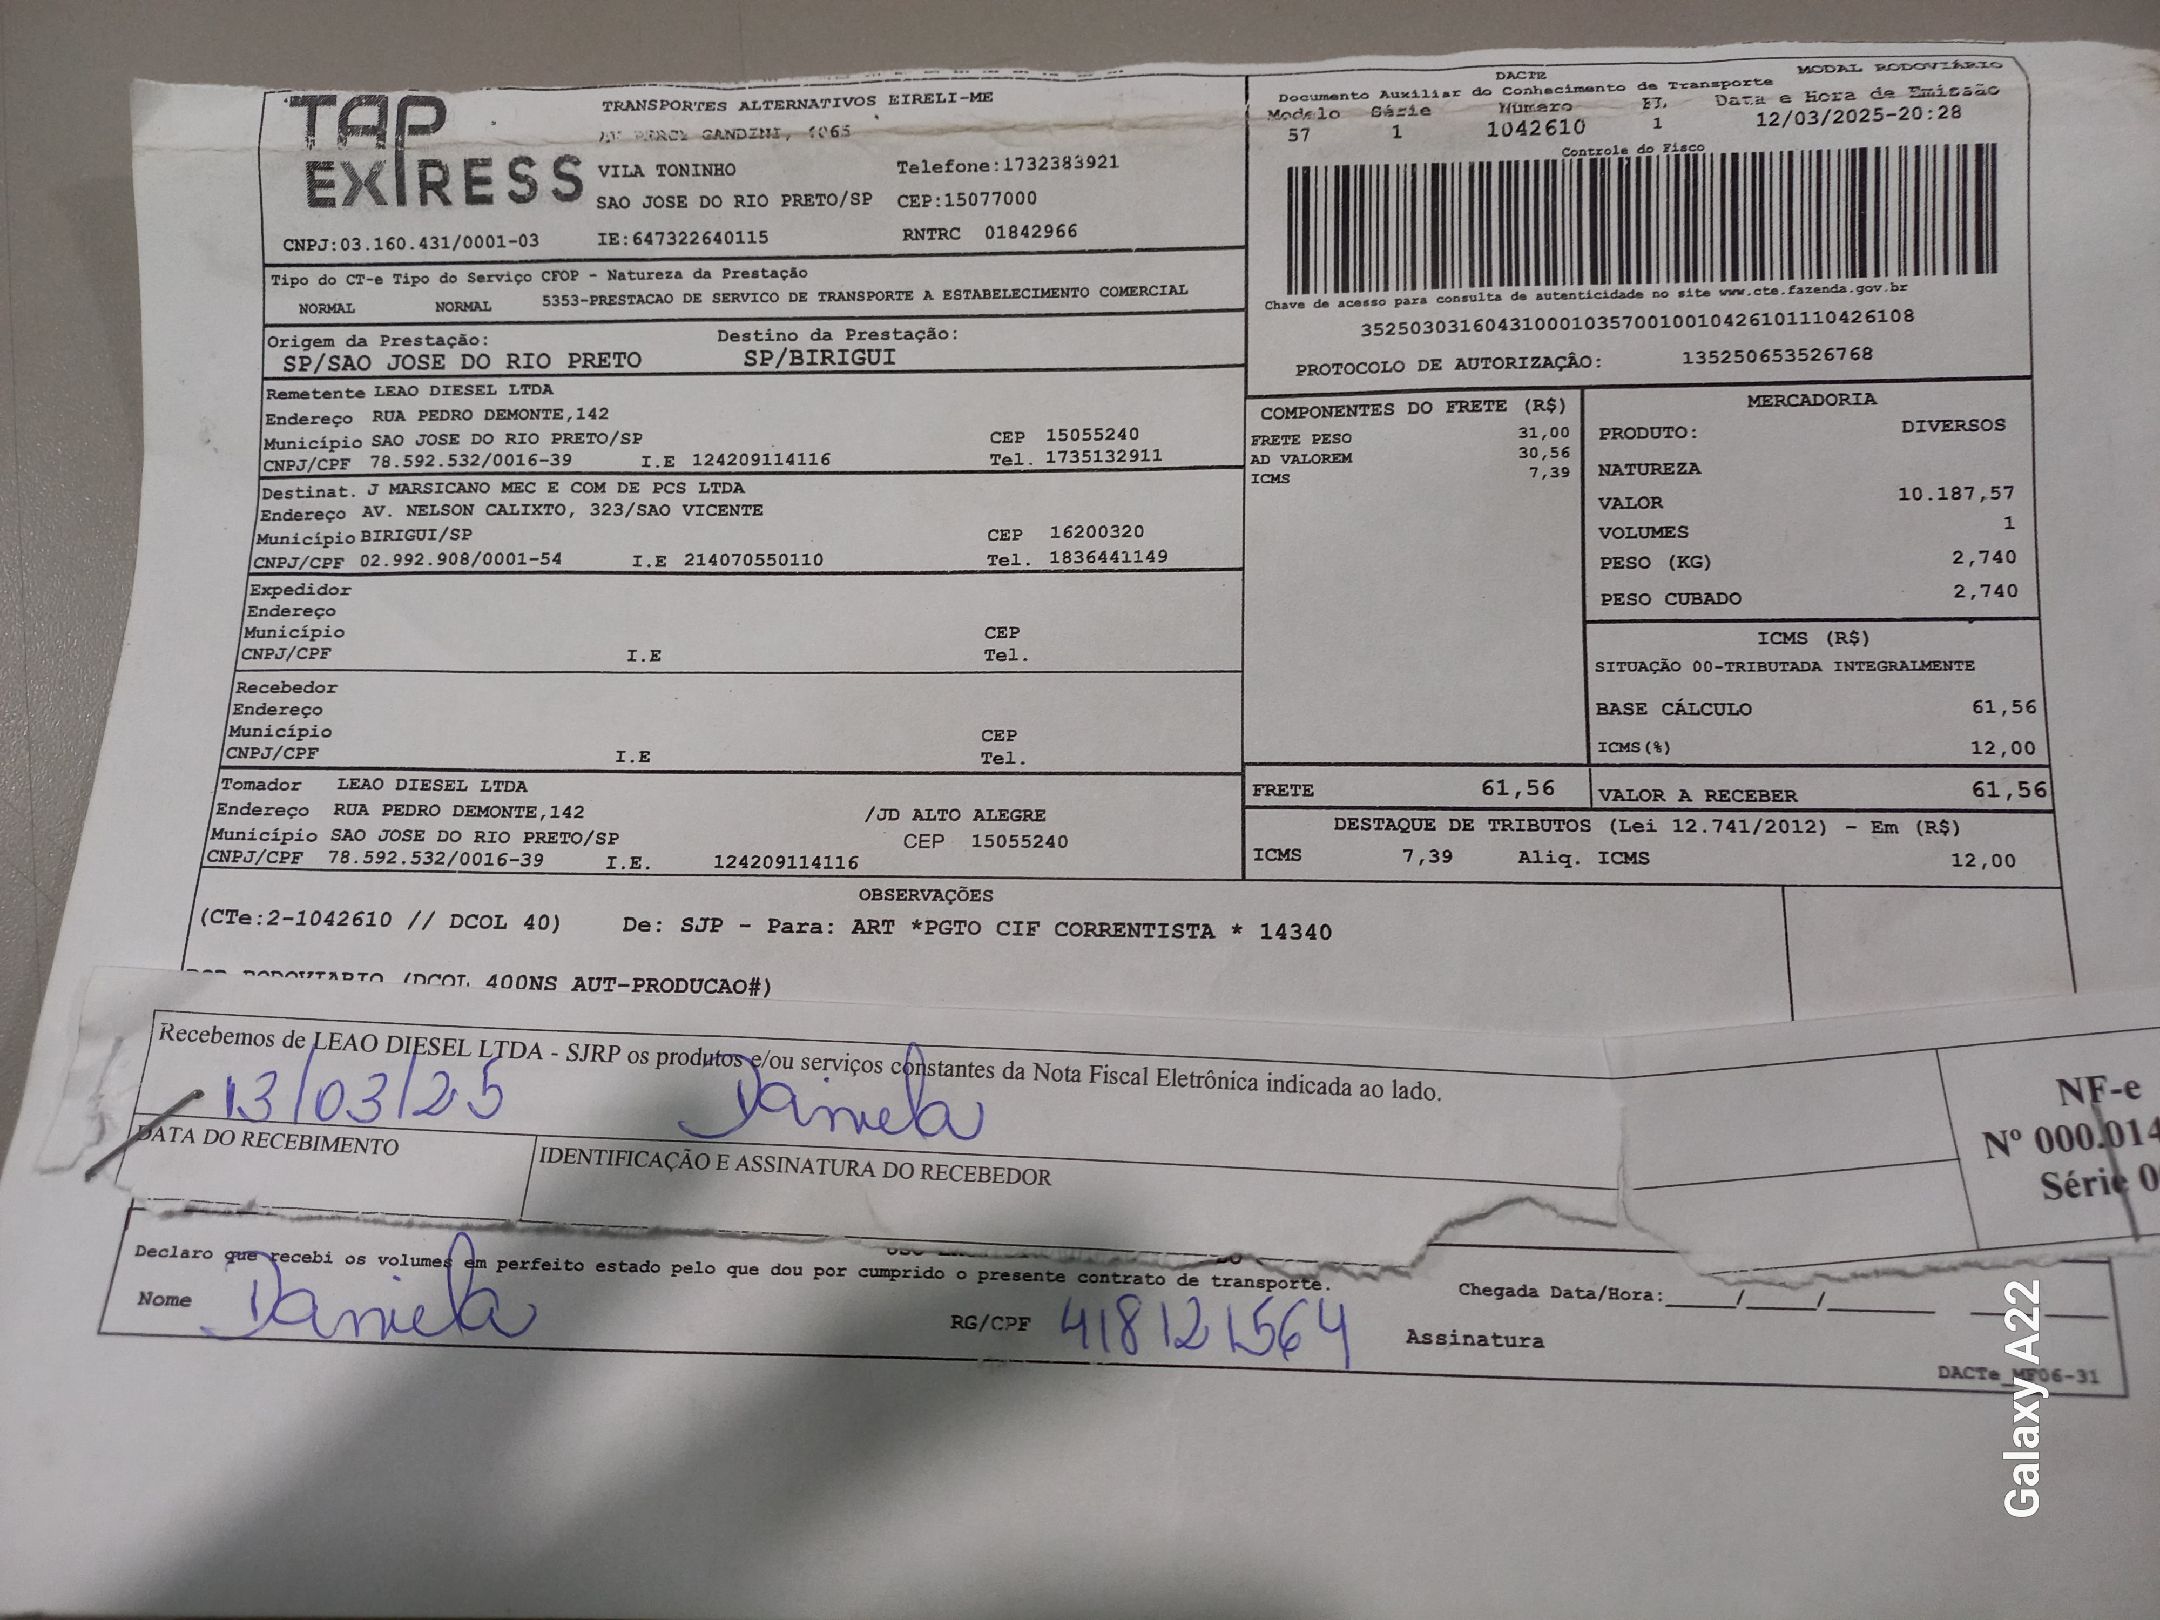 TAP
EXPRESS
TRANSPORTES ALTERNATIVOS EIRELI-ME
GANDINI, 1065
VILA TONINHO Telefone:1732383921
SAO JOSE DO RIO PRETO/SP CEP:15077000
CNPJ:03.160.431/0001-03 IE:647322640115 RNTRC 01842966
DACTE MODAL RODOVIÁRIO
Documento Auxiliar do Conhecimento de Transporte
Modelo Série Número FL. Data e Hora de Emissão
57 1 1042610 1 12/03/2025-20:28
Controle do Fisco
Chave de acesso para consulta de autenticidade no site www.cte.fazenda.gov.br
35250303160431000103570010010426101110426108
PROTOCOLO DE AUTORIZAÇÂO: 135250653526768
Tipo do CT-e Tipo do Serviço CFOP - Natureza da Prestação
NORMAL NORMAL 5353-PRESTACAO DE SERVICO DE TRANSPORTE A ESTABELECIMENTO COMERCIAL
Origem da Prestação: Destino da Prestação:
SP/SAO JOSE DO RIO PRETO SP/BIRIGUI
Remetente LEAO DIESEL LTDA
Endereço RUA PEDRO DEMONTE,142
Município SAO JOSE DO RIO PRETO/SP CEP 15055240
CNPJ/CPF 78.592.532/0016-39 I.E 124209114116 Tel. 1735132911
Destinat. J MARSICANO MEC E COM DE PCS LTDA
Endereço AV. NELSON CALIXTO, 323/SAO VICENTE
Município BIRIGUI/SP CEP 16200320
CNPJ/CPF 02.992.908/0001-54 I.E 214070550110 Tel. 1836441149
Expedidor
Endereço
Município CEP
CNPJ/CPF I.E Tel.
Recebedor
Endereço
Município CEP
CNPJ/CPF I.E Tel.
Tomador LEAO DIESEL LTDA
Endereço RUA PEDRO DEMONTE,142 /JD ALTO ALEGRE
Município SAO JOSE DO RIO PRETO/SP CEP 15055240
CNPJ/CPF 78.592.532/0016-39 I.E. 124209114116
COMPONENTES DO FRETE (R$)
FRETE PESO 31,00
AD VALOREM 30,56
ICMS 7,39
MERCADORIA
PRODUTO: DIVERSOS
NATUREZA
VALOR 10.187,57
VOLUMES 1
PESO (KG) 2,740
PESO CUBADO 2,740
ICMS (R$)
SITUAÇÃO 00-TRIBUTADA INTEGRALMENTE
BASE CÁLCULO 61,56
ICMS(%) 12,00
FRETE 61,56 VALOR A RECEBER 61,56
DESTAQUE DE TRIBUTOS (Lei 12.741/2012) - Em (R$)
ICMS 7,39 Aliq. ICMS 12,00
OBSERVAÇÕES
(CTe:2-1042610 // DCOL 40) De: SJP - Para: ART *PGTO CIF CORRENTISTA * 14340
RODOVIARIO (DCOL 400NS AUT-PRODUCAO#)
Recebemos de LEAO DIESEL LTDA - SJRP os produtos e/ou serviços constantes da Nota Fiscal Eletrônica indicada ao lado.
13/03/25 Daniela
DATA DO RECEBIMENTO IDENTIFICAÇÃO E ASSINATURA DO RECEBEDOR
NF-e
Nº 000.014
Série 0
Declaro que recebi os volumes em perfeito estado pelo que dou por cumprido o presente contrato de transporte.
Nome Daniela RG/CPF 418121564 Assinatura
Chegada Data/Hora:_____/_____/_______
DACTe_MF06-31
Galaxy A22